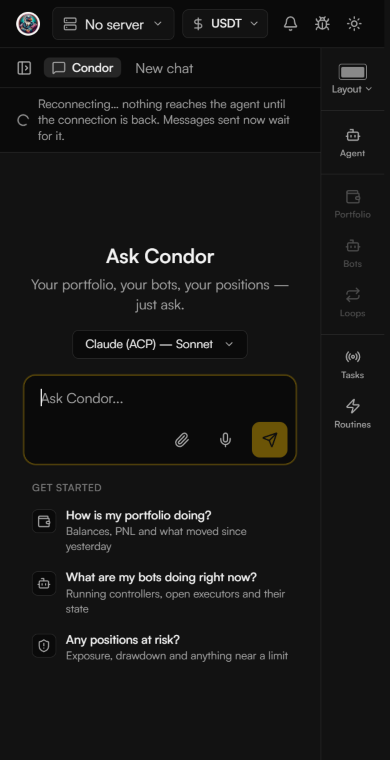 No server
$ USDT
Condor
New chat
Reconnecting... nothing reaches the agent until
the connection is back. Messages sent now wait
for it.
Layout
Agent
Portfolio
Bots
Loops
Tasks
Routines
Ask Condor
Your portfolio, your bots, your positions —
just ask.
Claude (ACP) — Sonnet
Ask Condor...
GET STARTED
How is my portfolio doing?
Balances, PNL and what moved since
yesterday
What are my bots doing right now?
Running controllers, open executors and their
state
Any positions at risk?
Exposure, drawdown and anything near a limit